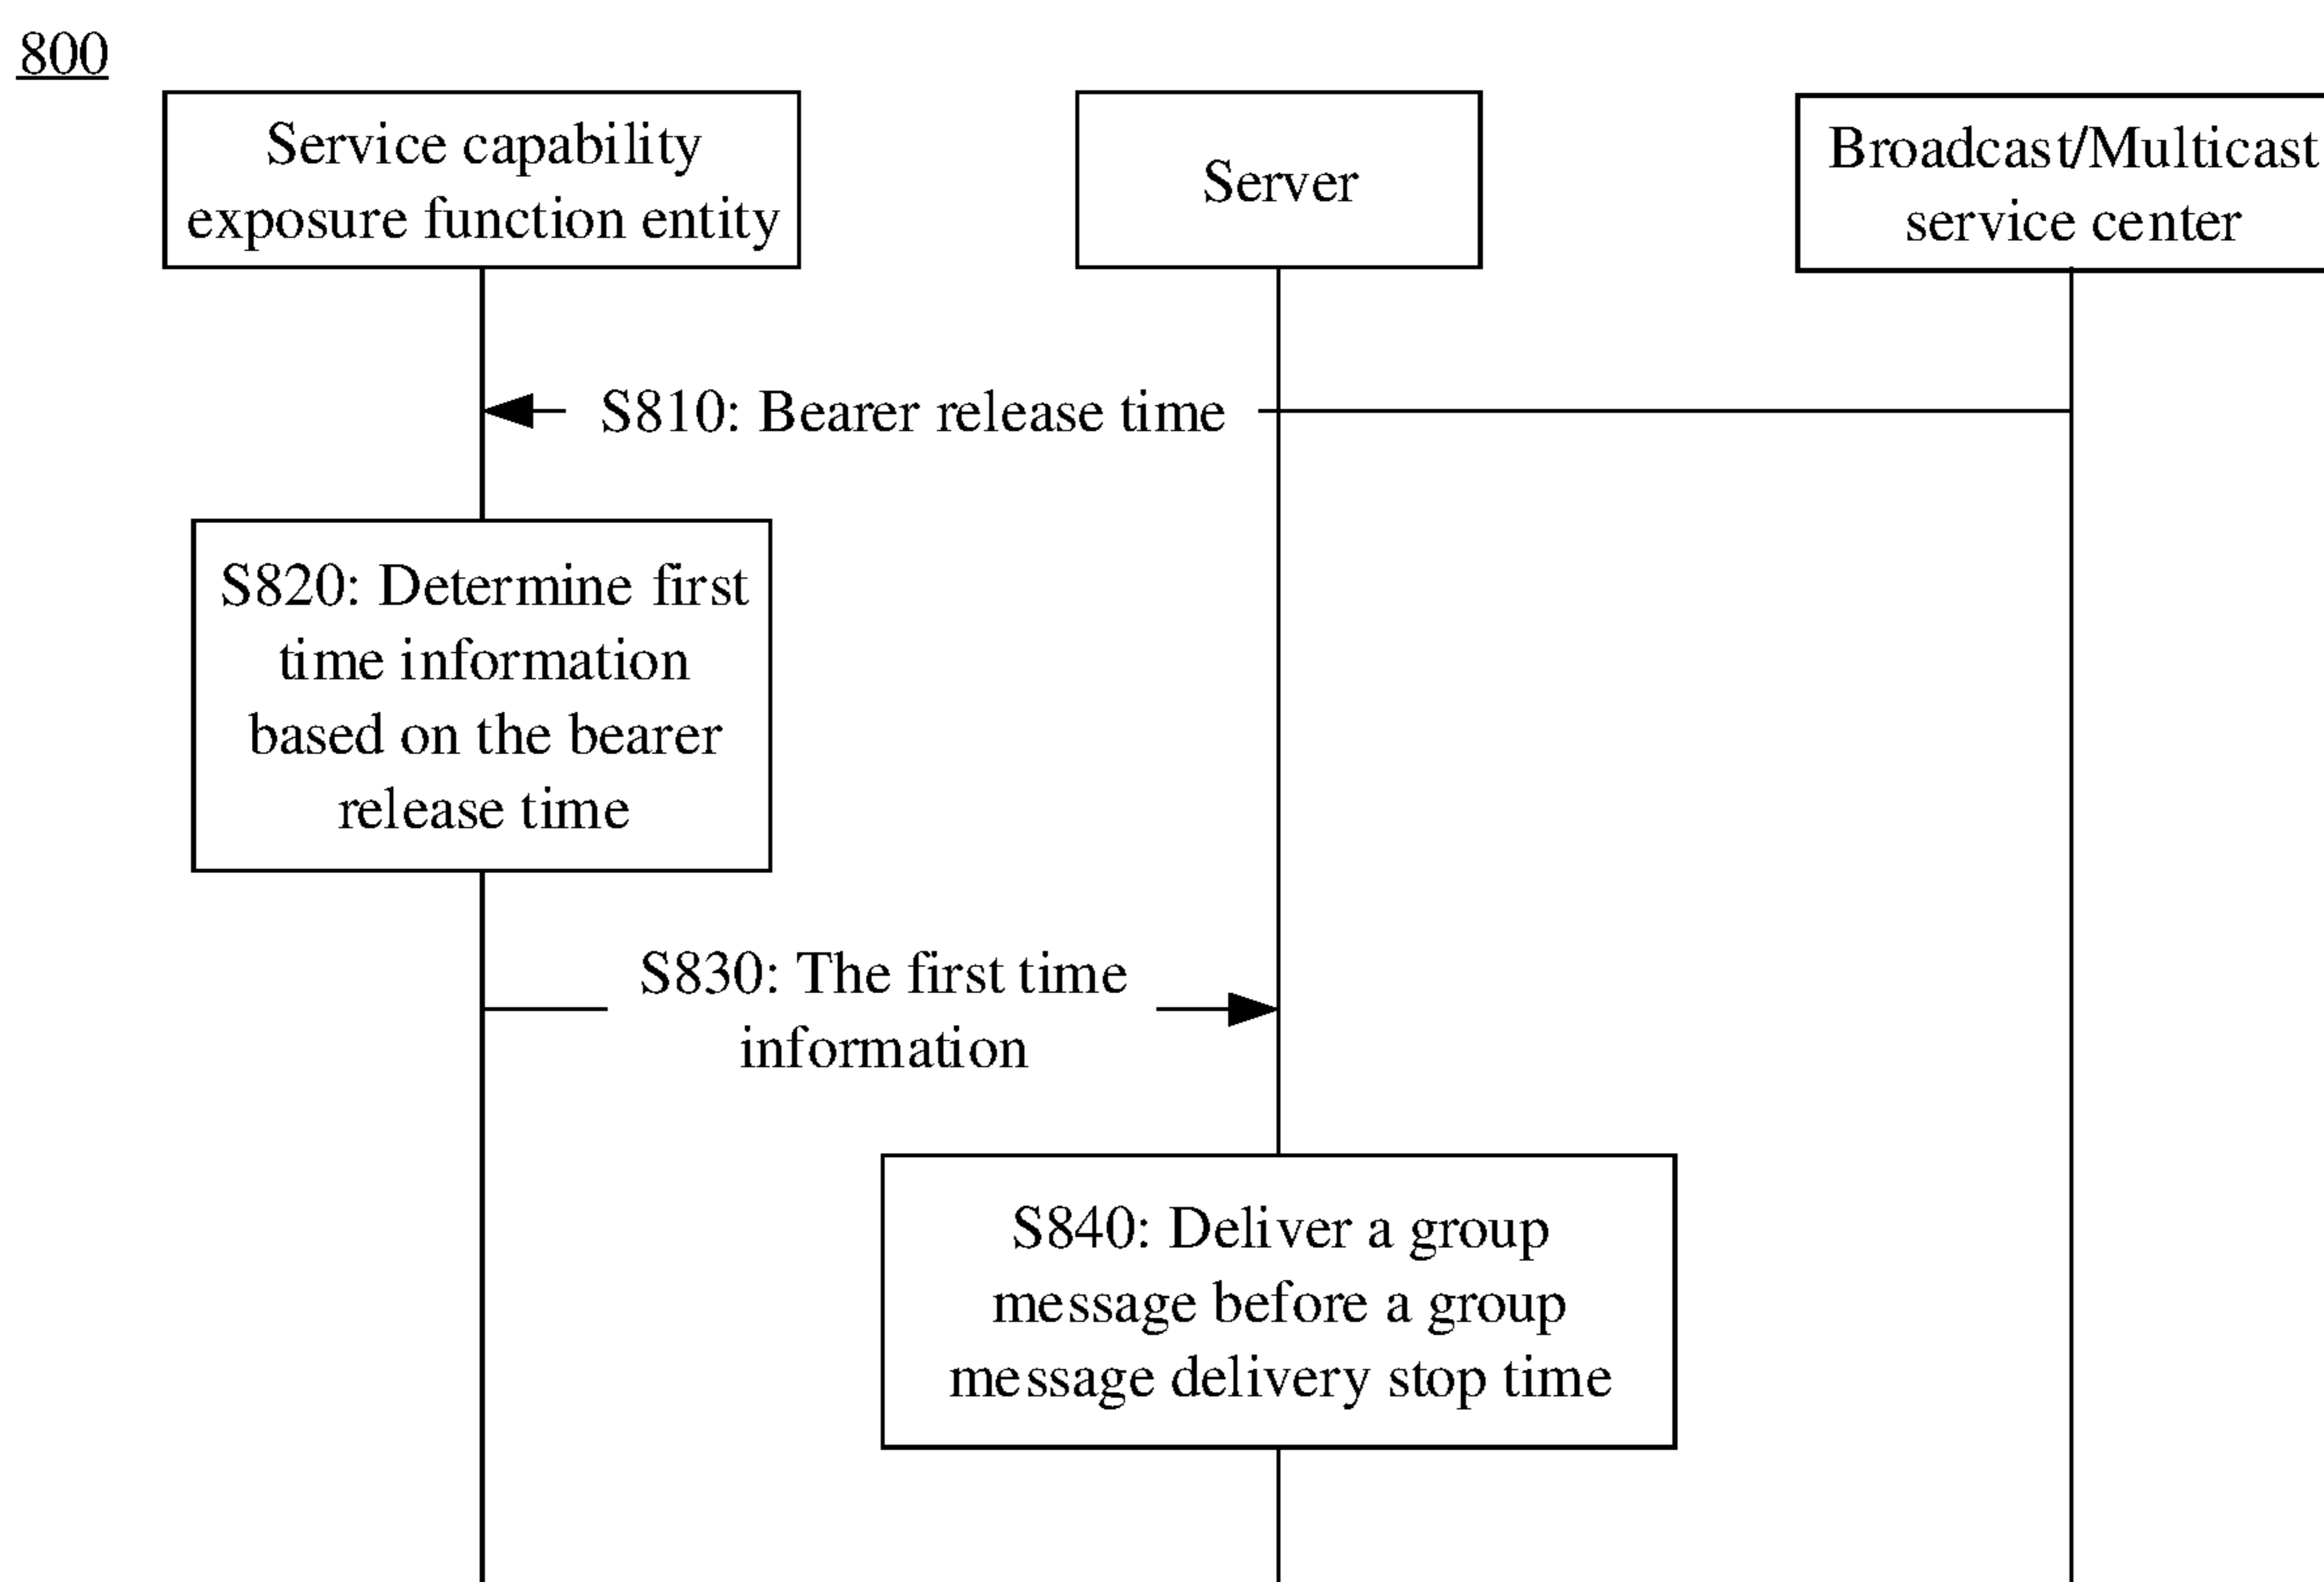 800
Service capability
exposure function entity
Server
Broadcast/Multicast
service center
S810: Bearer release time
S820: Determine first
time information
based on the bearer
release time
S830: The first time
information
S840: Deliver a group
message before a group
message delivery stop time